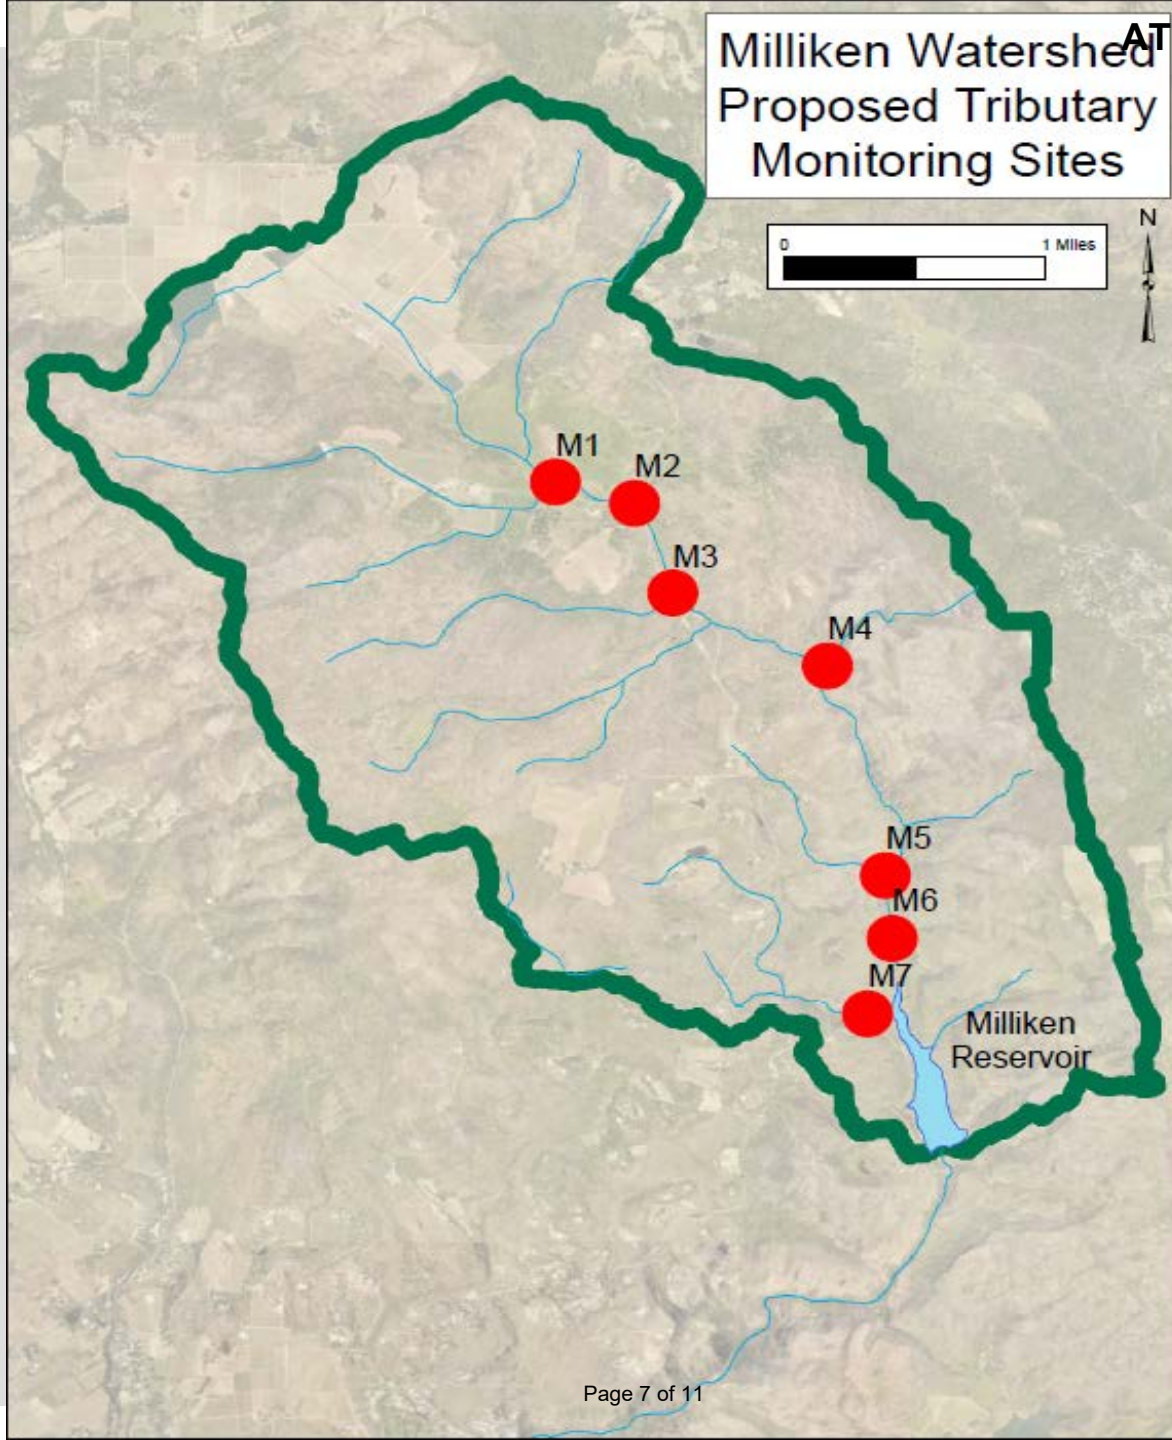 AT
Milliken Watershed
Proposed Tributary
Monitoring Sites
N
0 1 Miles
M1
M2
M3
M4
M5
M6
M7
Milliken
Reservoir
Page 7 of 11